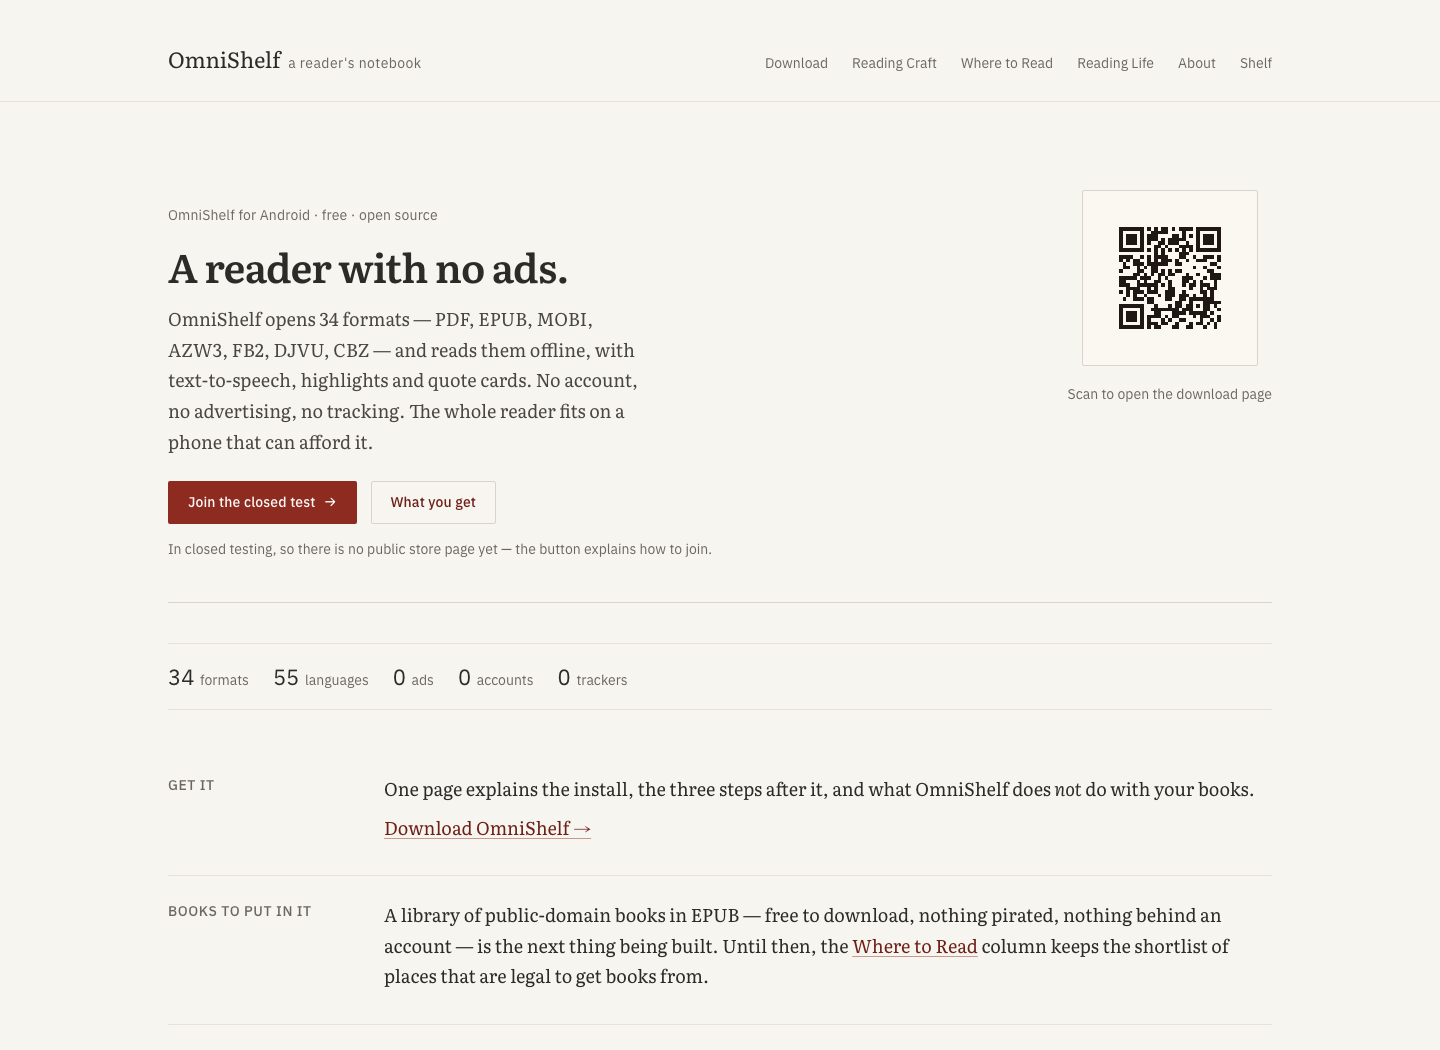 OmniShelf a reader's notebook
Download Reading Craft Where to Read Reading Life About Shelf
OmniShelf for Android · free · open source
A reader with no ads.
OmniShelf opens 34 formats — PDF, EPUB, MOBI,
AZW3, FB2, DJVU, CBZ — and reads them offline, with
text-to-speech, highlights and quote cards. No account,
no advertising, no tracking. The whole reader fits on a
phone that can afford it.
Join the closed test →
What you get
In closed testing, so there is no public store page yet — the button explains how to join.
Scan to open the download page
34 formats 55 languages 0 ads 0 accounts 0 trackers
GET IT
One page explains the install, the three steps after it, and what OmniShelf does not do with your books.
Download OmniShelf →
BOOKS TO PUT IN IT
A library of public-domain books in EPUB — free to download, nothing pirated, nothing behind an
account — is the next thing being built. Until then, the Where to Read column keeps the shortlist of
places that are legal to get books from.